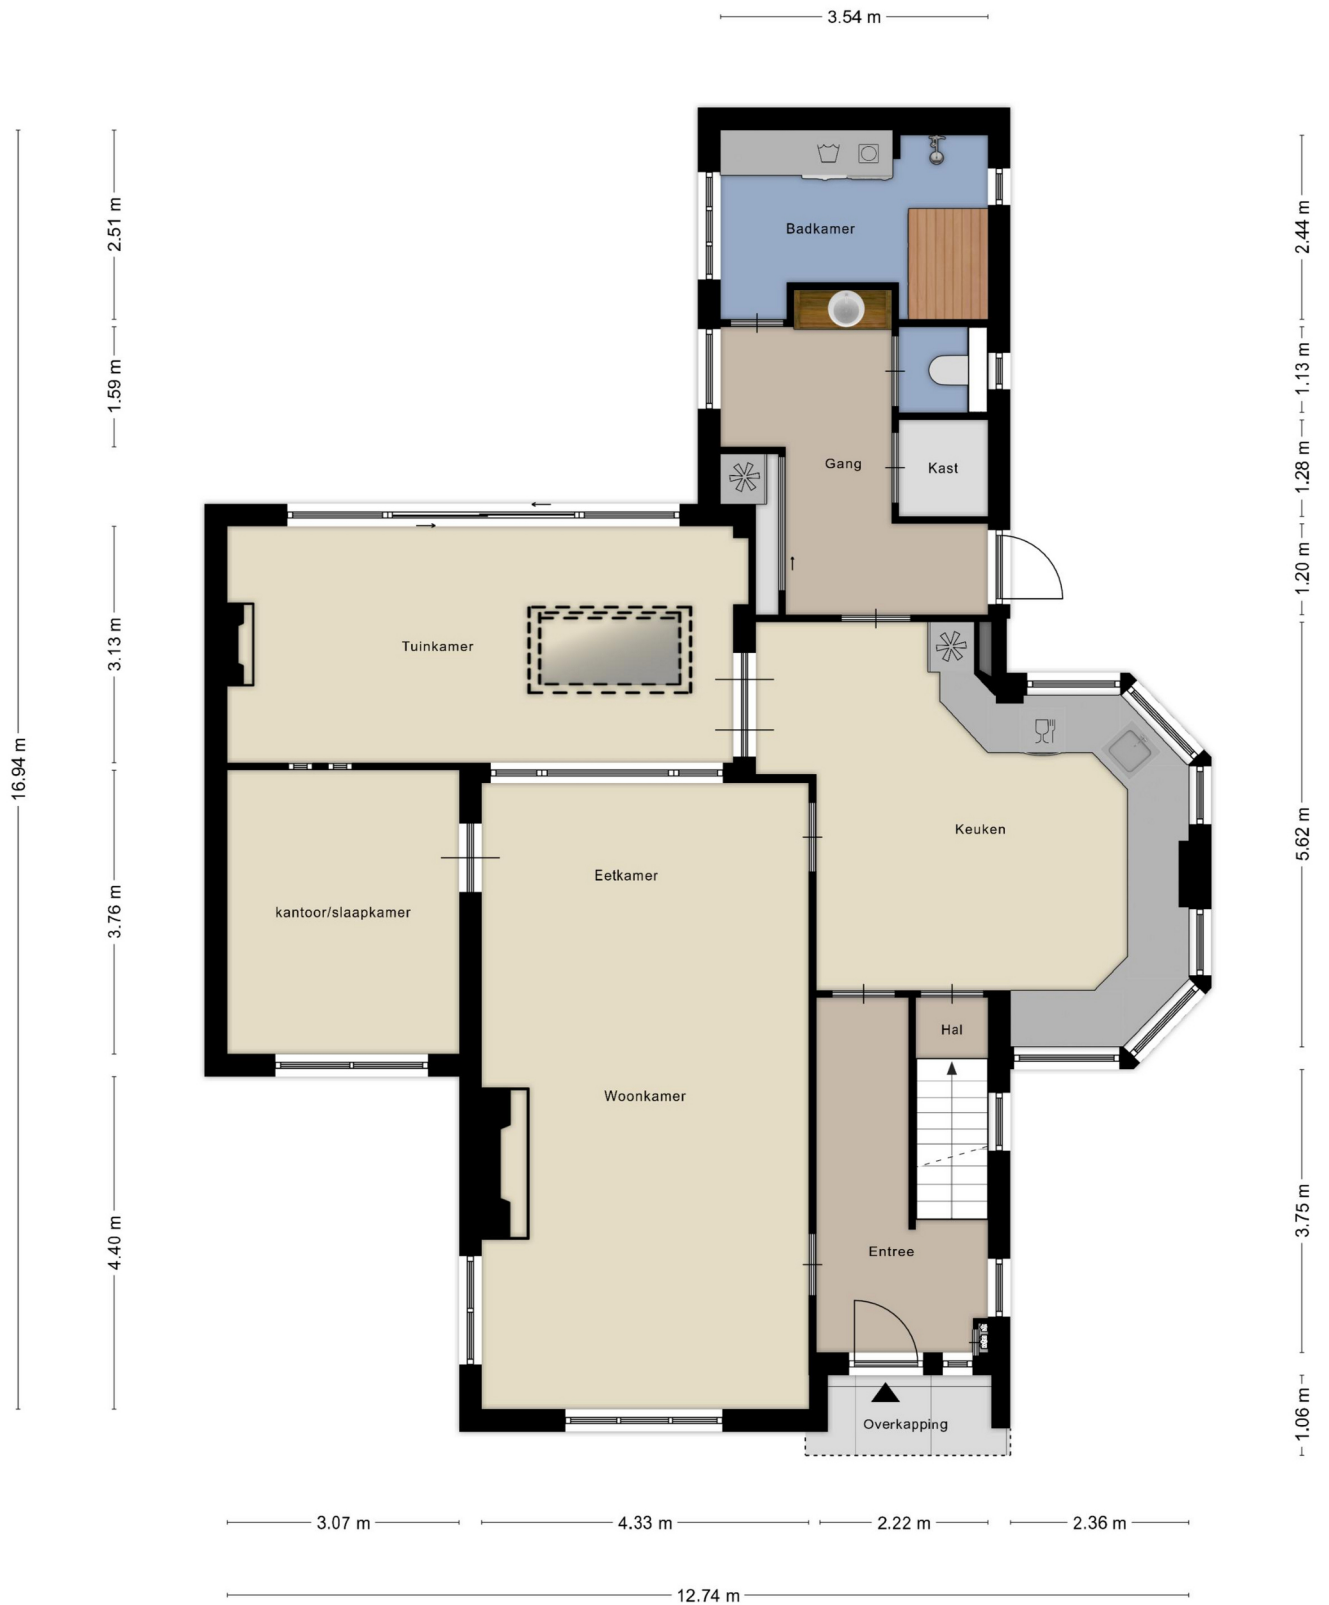 3.54 m
2.51 m
2.44 m
Badkamer
1.59 m
1.13 m
Gang
Kast
1.28 m
1.20 m
3.13 m
Tuinkamer
16.94 m
Keuken
5.62 m
Eetkamer
3.76 m
kantoor/slaapkamer
Hal
Woonkamer
4.40 m
3.75 m
Entree
1.06 m
Overkapping
3.07 m
4.33 m
2.22 m
2.36 m
12.74 m